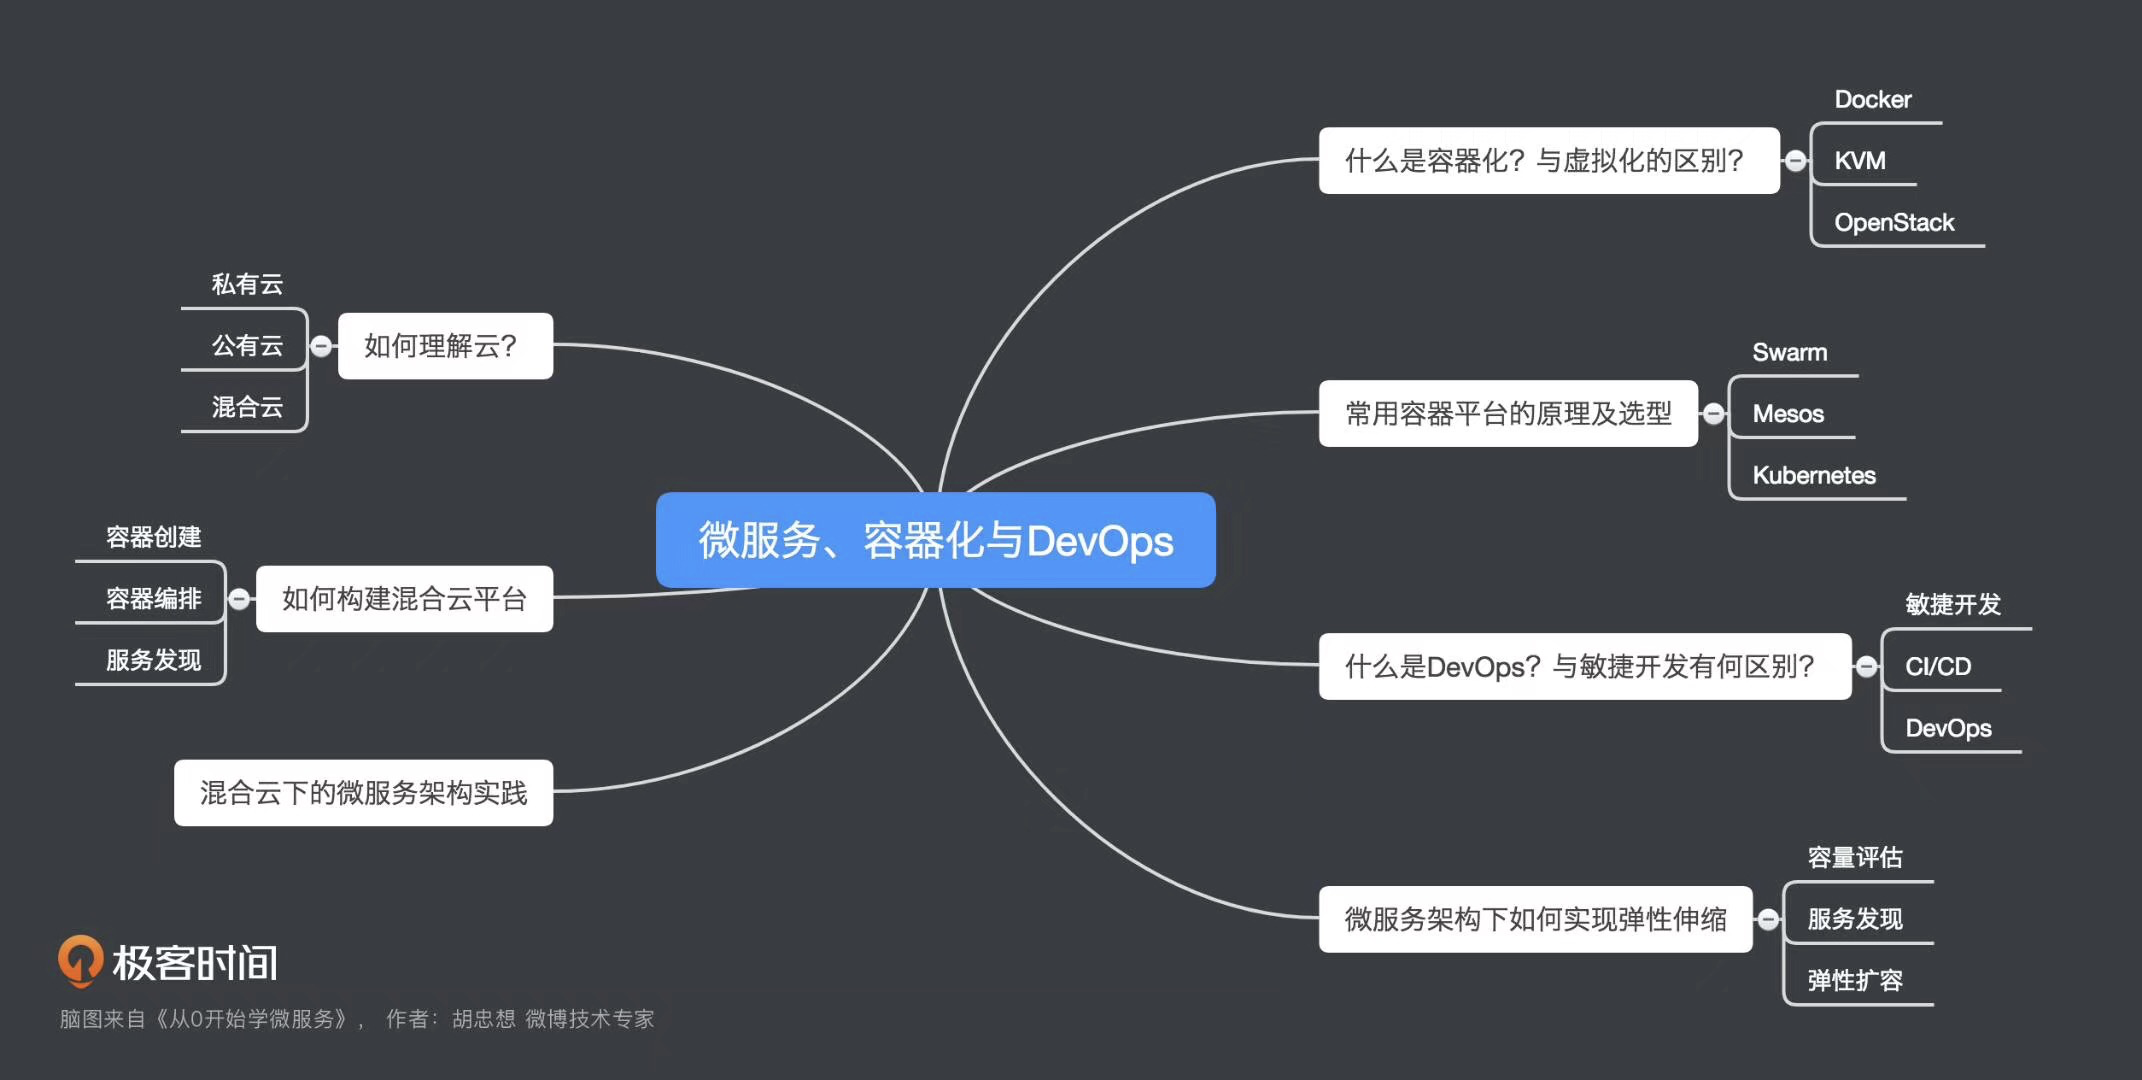 微服务、容器化与DevOps
什么是容器化？与虚拟化的区别？
Docker
KVM
OpenStack
常用容器平台的原理及选型
Swarm
Mesos
Kubernetes
什么是DevOps？与敏捷开发有何区别？
敏捷开发
CI/CD
DevOps
微服务架构下如何实现弹性伸缩
容量评估
服务发现
弹性扩容
如何理解云？
私有云
公有云
混合云
如何构建混合云平台
容器创建
容器编排
服务发现
混合云下的微服务架构实践
极客时间
脑图来自《从0开始学微服务》， 作者：胡忠想 微博技术专家